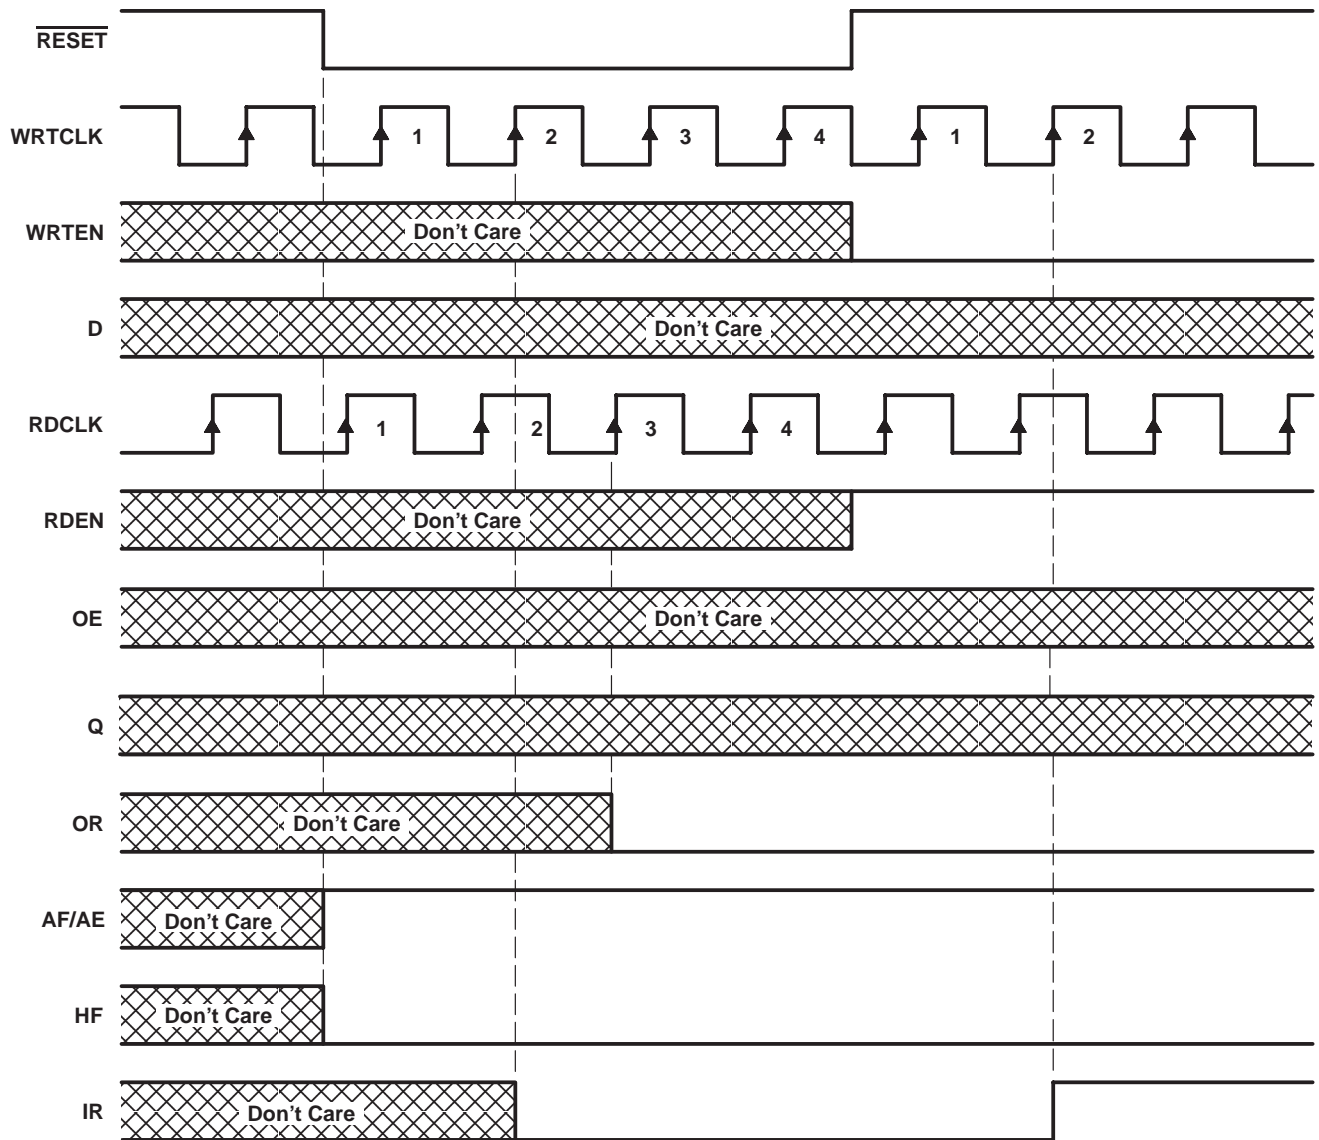 RESET
WRTCLK 1 2 3 4 1 2
WRTEN Don't Care
D Don't Care
RDCLK 1 2 3 4
RDEN Don't Care
OE Don't Care
Q
OR Don't Care
AF/AE Don't Care
HF Don't Care
IR Don't Care